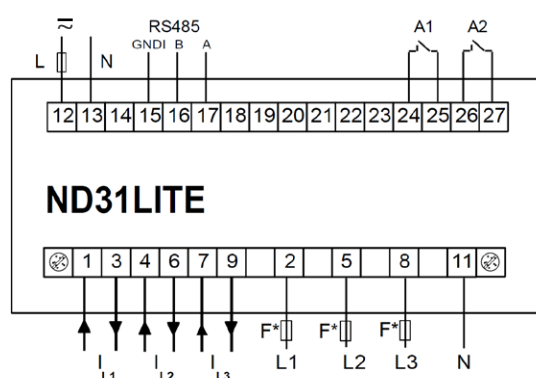 RS485
A1 A2
GNDI B A
L N
12 13 14 15 16 17 18 19 20 21 22 23 24 25 26 27
ND31LITE
1 3 4 6 7 9 2 5 8 11
F* F* F*
I L1 I L2 I L3 L1 L2 L3 N